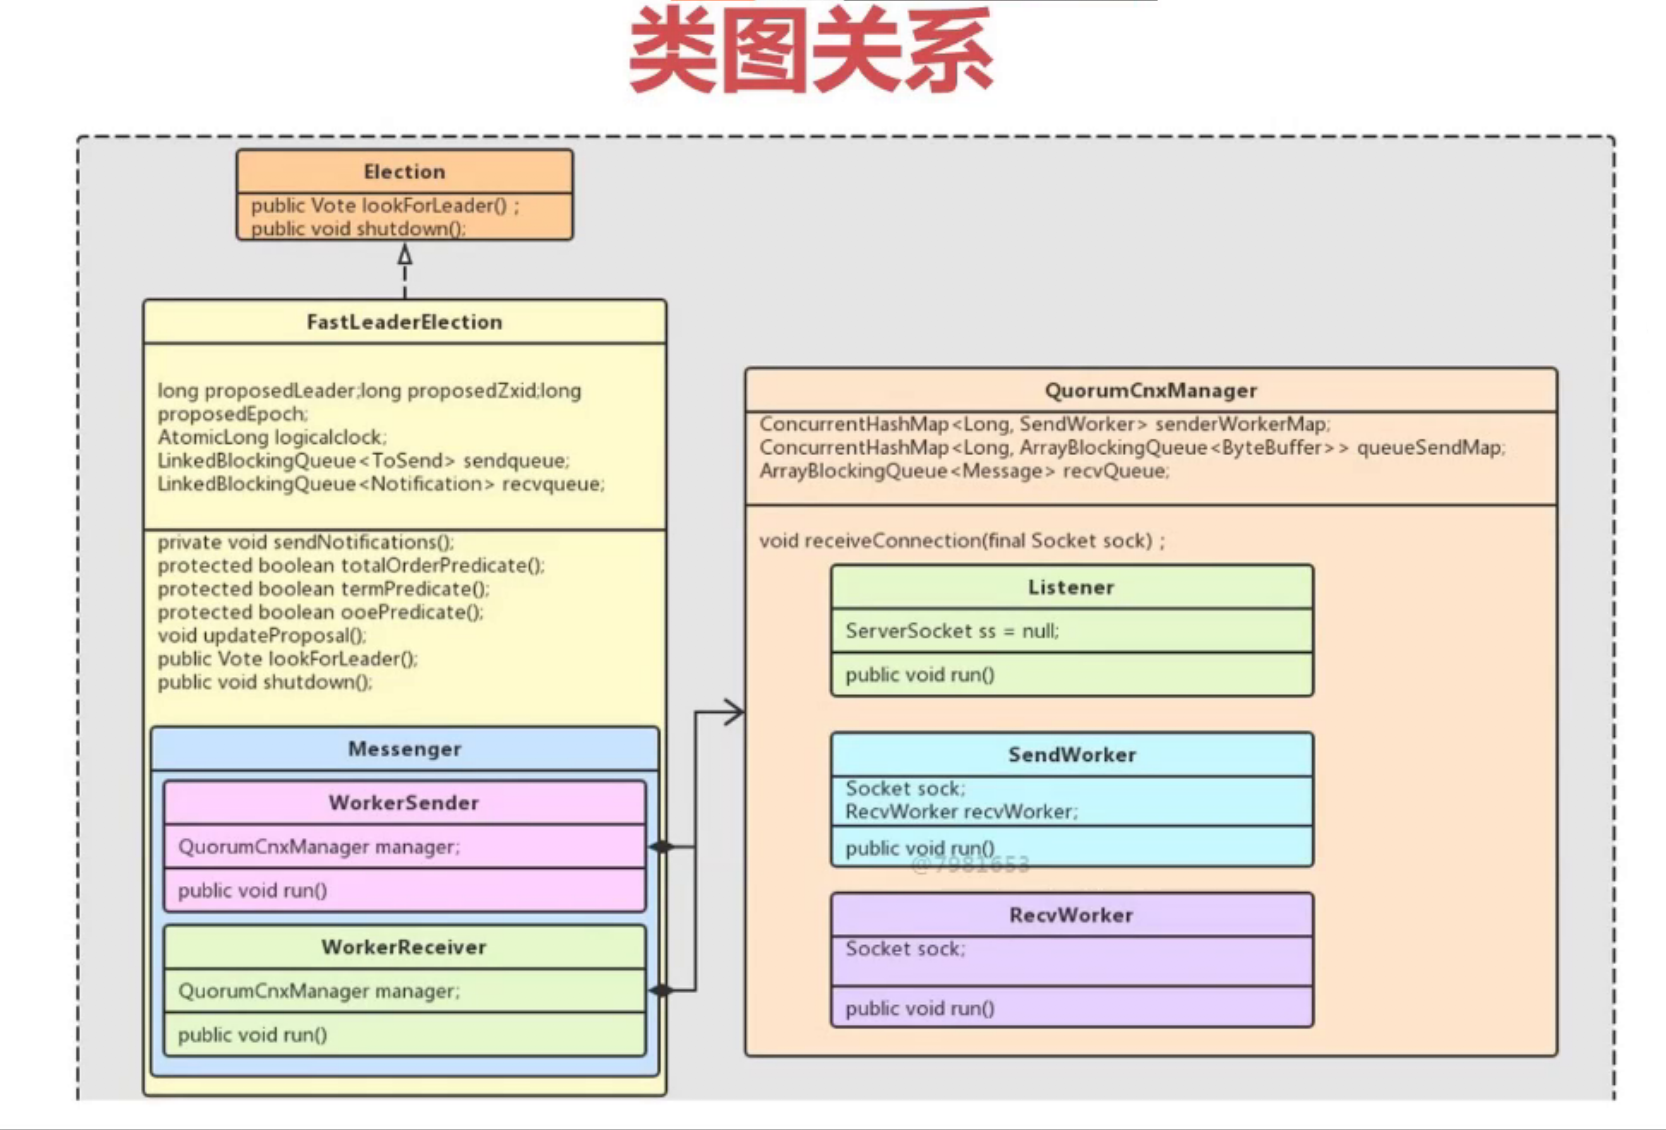 类图关系
Election
public Vote lookForLeader() ;
public void shutdown();
FastLeaderElection
long proposedLeader;long proposedZxid;long
proposedEpoch;
AtomicLong logicalclock;
LinkedBlockingQueue<ToSend> sendqueue;
LinkedBlockingQueue<Notification> recvqueue;
private void sendNotifications();
protected boolean totalOrderPredicate();
protected boolean termPredicate();
protected boolean ooePredicate();
void updateProposal();
public Vote lookForLeader();
public void shutdown();
Messenger
WorkerSender
QuorumCnxManager manager;
public void run()
WorkerReceiver
QuorumCnxManager manager;
public void run()
QuorumCnxManager
ConcurrentHashMap<Long, SendWorker> senderWorkerMap;
ConcurrentHashMap<Long, ArrayBlockingQueue<ByteBuffer>> queueSendMap;
ArrayBlockingQueue<Message> recvQueue;
void receiveConnection(final Socket sock) ;
Listener
ServerSocket ss = null;
public void run()
SendWorker
Socket sock;
RecvWorker recvWorker;
public void run()
@7981653
RecvWorker
Socket sock;
public void run()